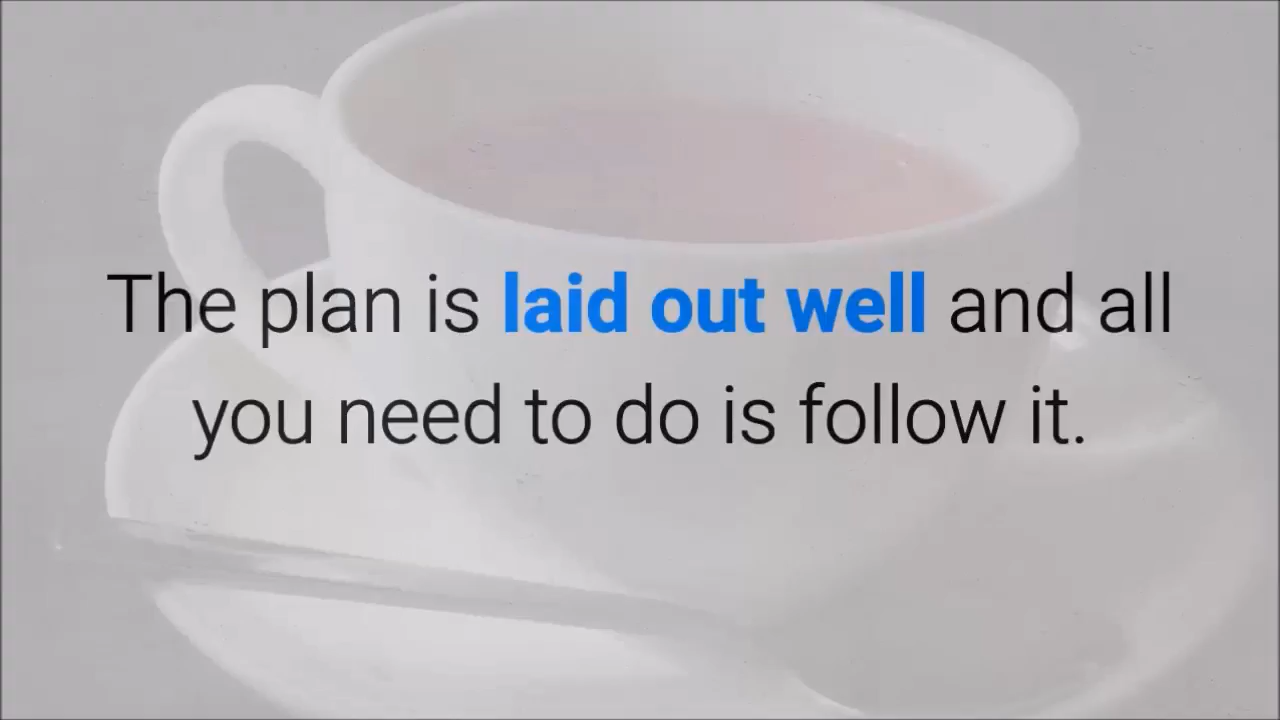 The plan is laid out well and all
you need to do is follow it.